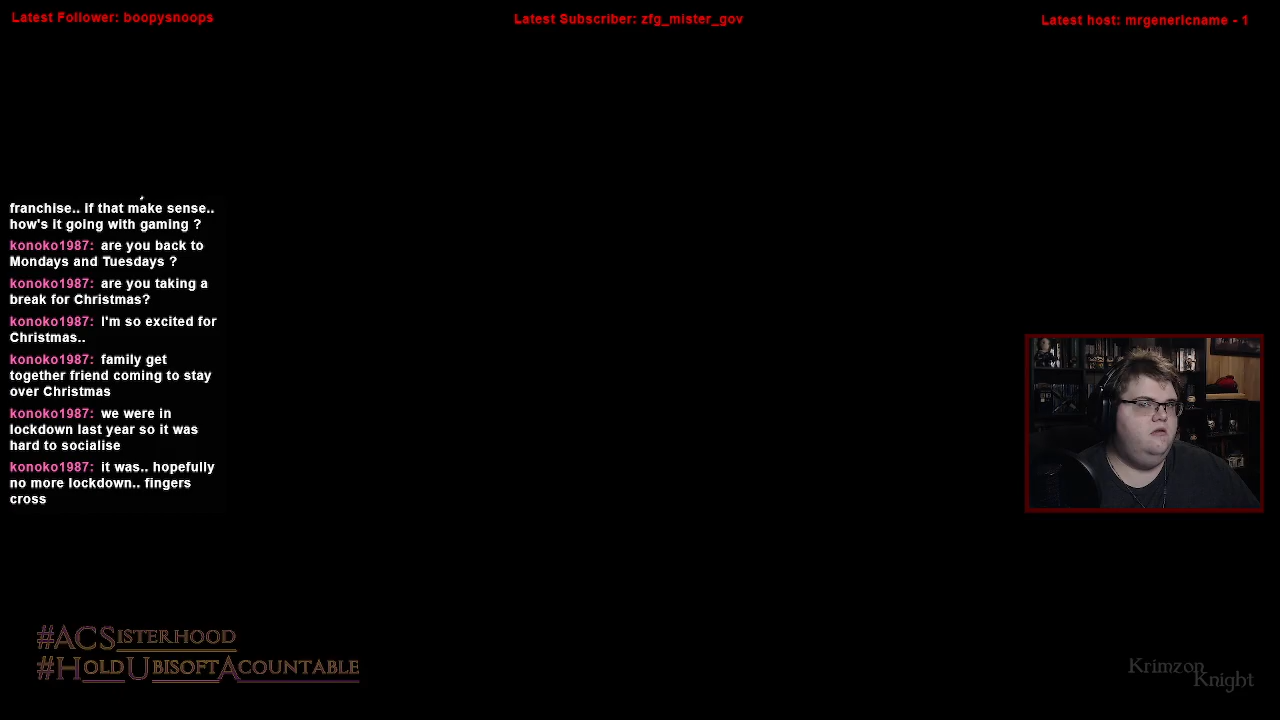 Latest Follower: boopysnoops
Latest Subscriber: zfg_mister_gov
Latest host: mrgenericname - 1
franchise.. if that make sense..
how's it going with gaming ?
konoko1987: are you back to
Mondays and Tuesdays ?
konoko1987: are you taking a
break for Christmas?
konoko1987: I'm so excited for
Christmas..
konoko1987: family get
together friend coming to stay
over Christmas
konoko1987: we were in
lockdown last year so it was
hard to socialise
konoko1987: it was.. hopefully
no more lockdown.. fingers
cross
#ACSisterhood
#HoldUbisoftAcountable
Krimzon
Knight